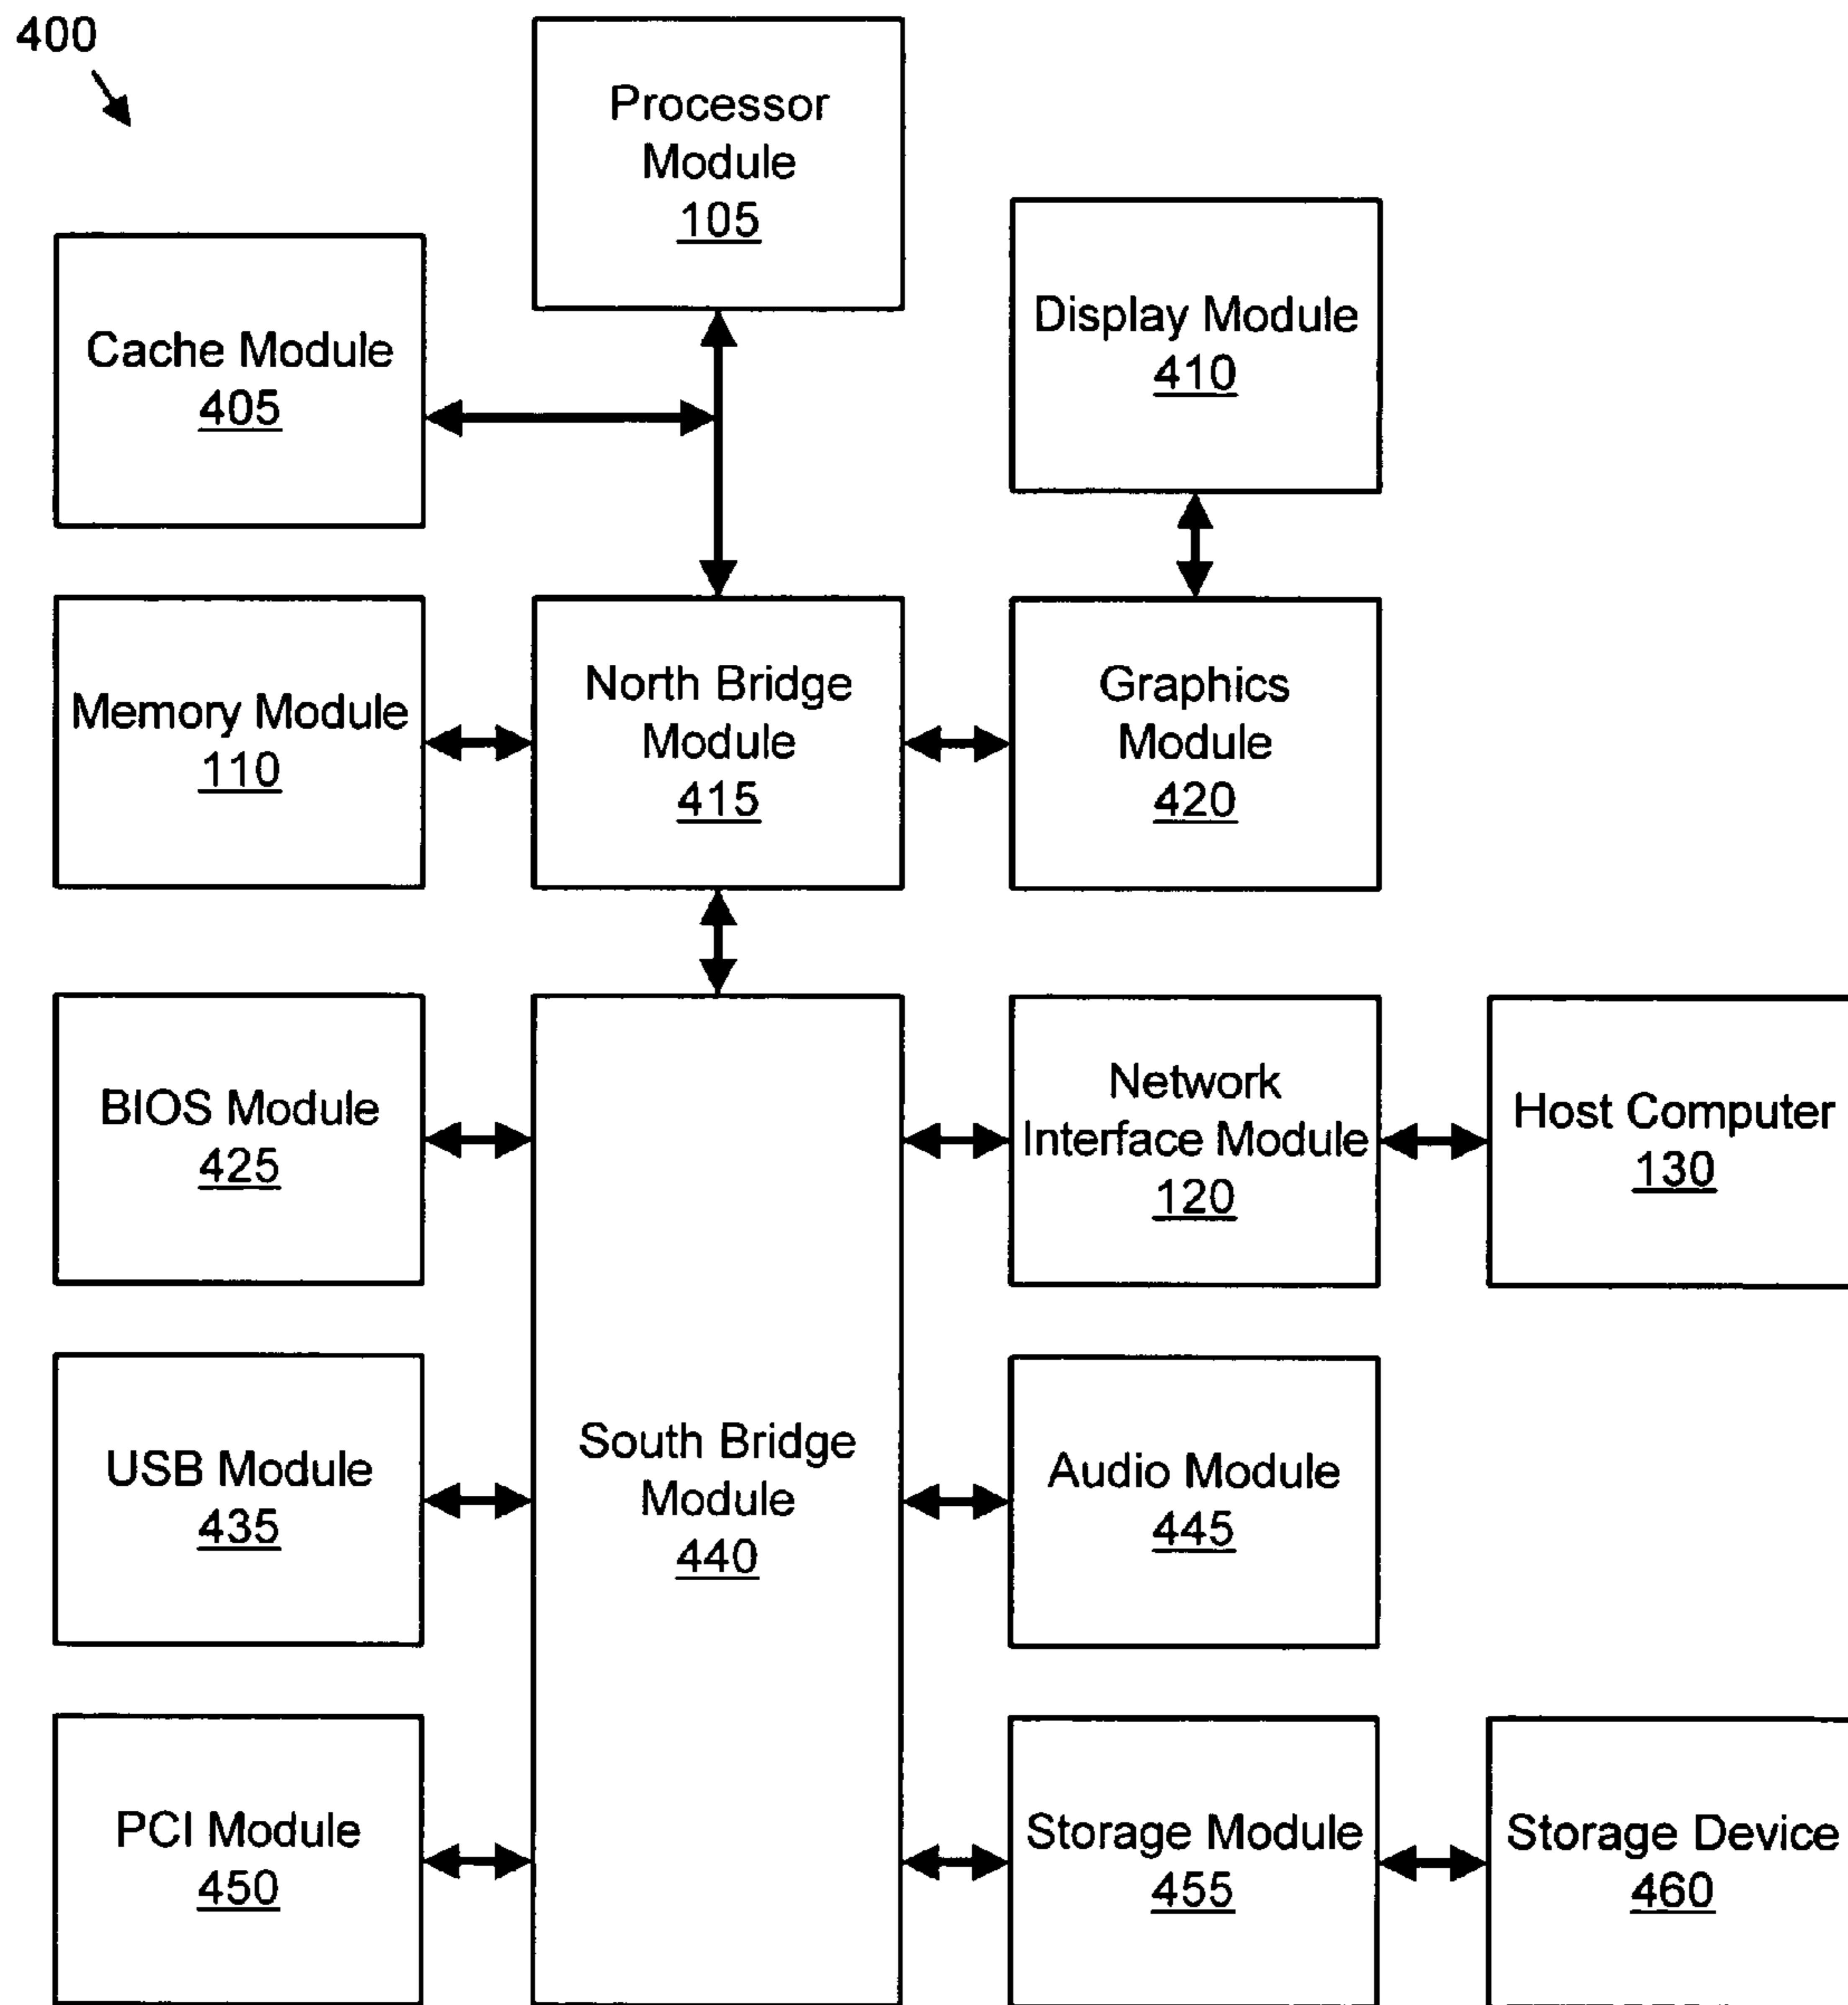 400
Processor
Module
105
Cache Module
405
Display Module
410
Memory Module
110
North Bridge
Module
415
Graphics
Module
420
BIOS Module
425
Network
Interface Module
120
Host Computer
130
USB Module
435
South Bridge
Module
440
Audio Module
445
PCI Module
450
Storage Module
455
Storage Device
460